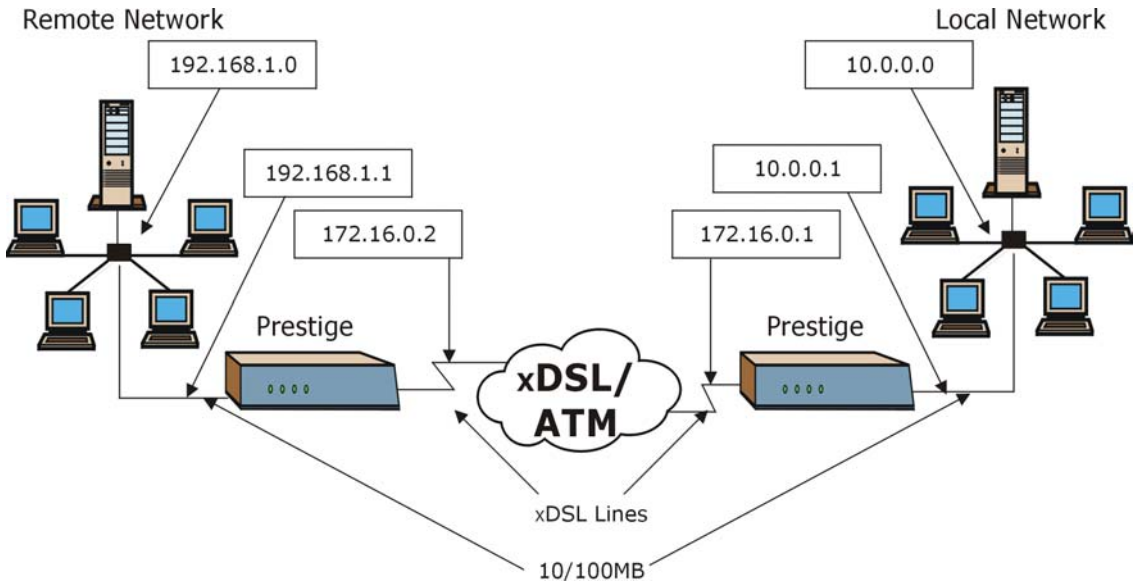 Remote Network
Local Network
192.168.1.0
10.0.0.0
192.168.1.1
10.0.0.1
172.16.0.2
172.16.0.1
Prestige
Prestige
xDSL/
ATM
xDSL Lines
10/100MB